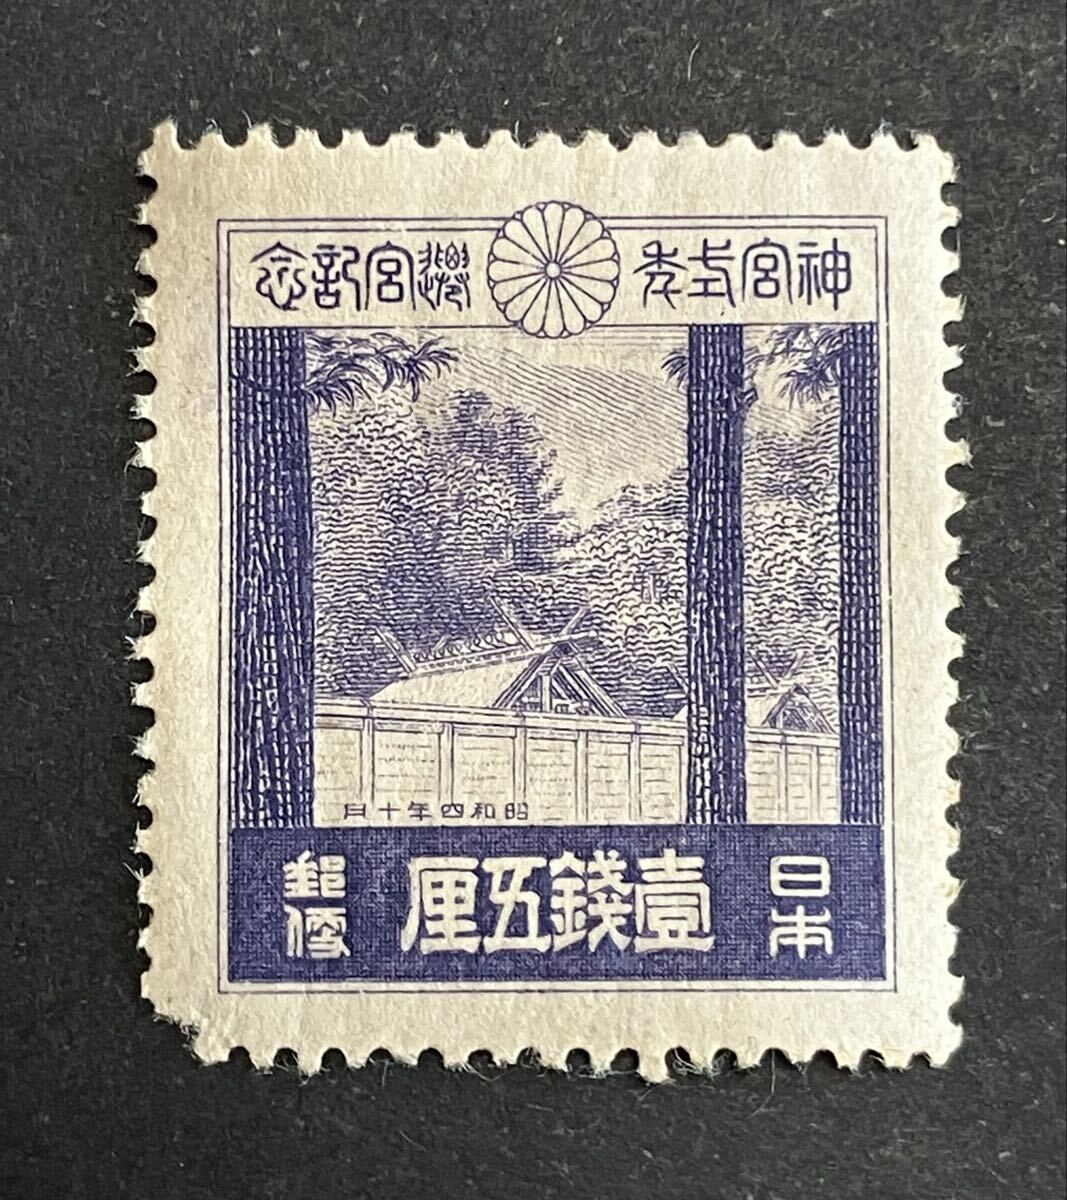 神宮式年遷宮記念
昭和四年十月
日本
壹錢五厘
郵便